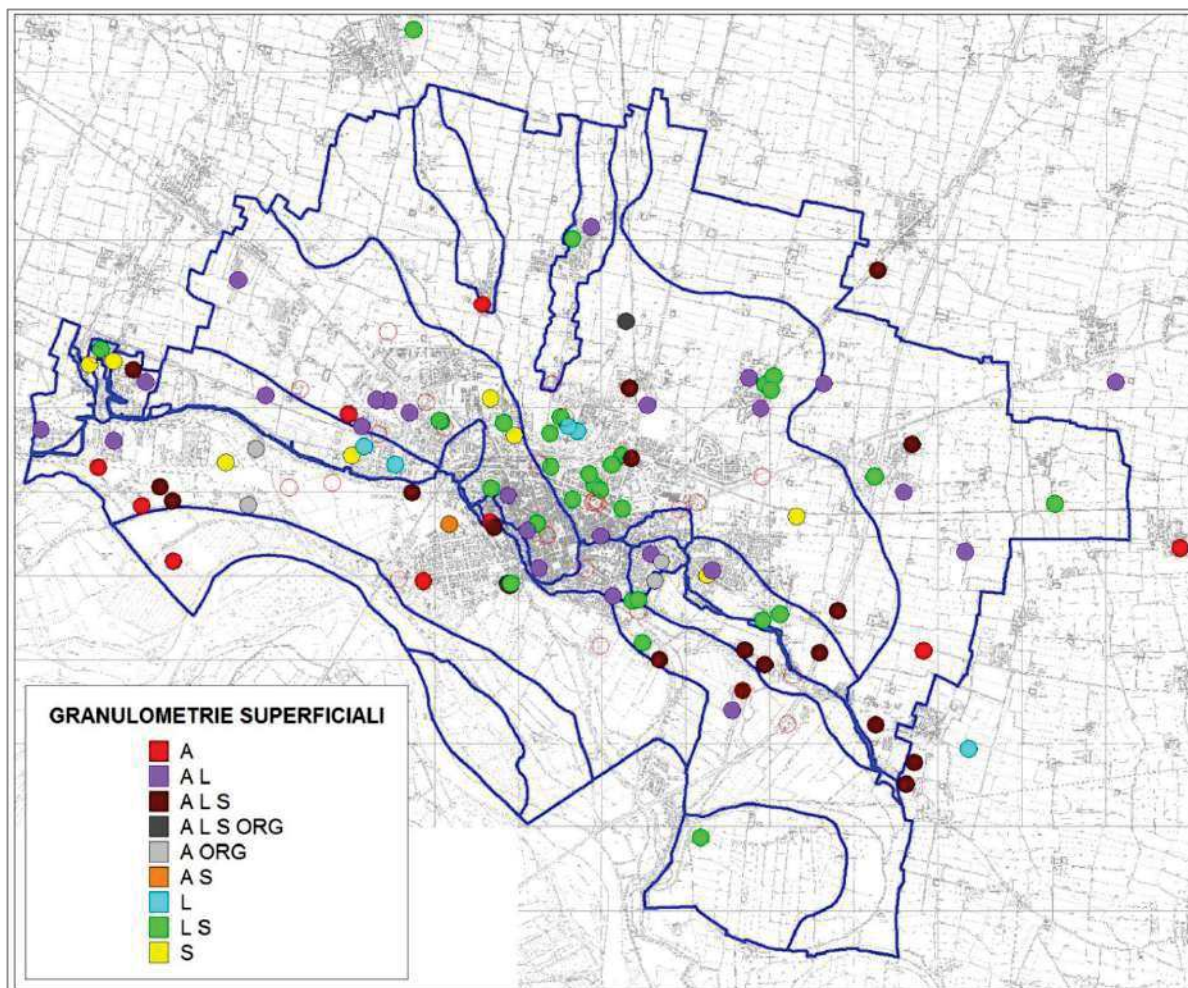 GRANULOMETRIE SUPERFICIALI
A
A L
A L S
A L S ORG
A ORG
A S
L
L S
S